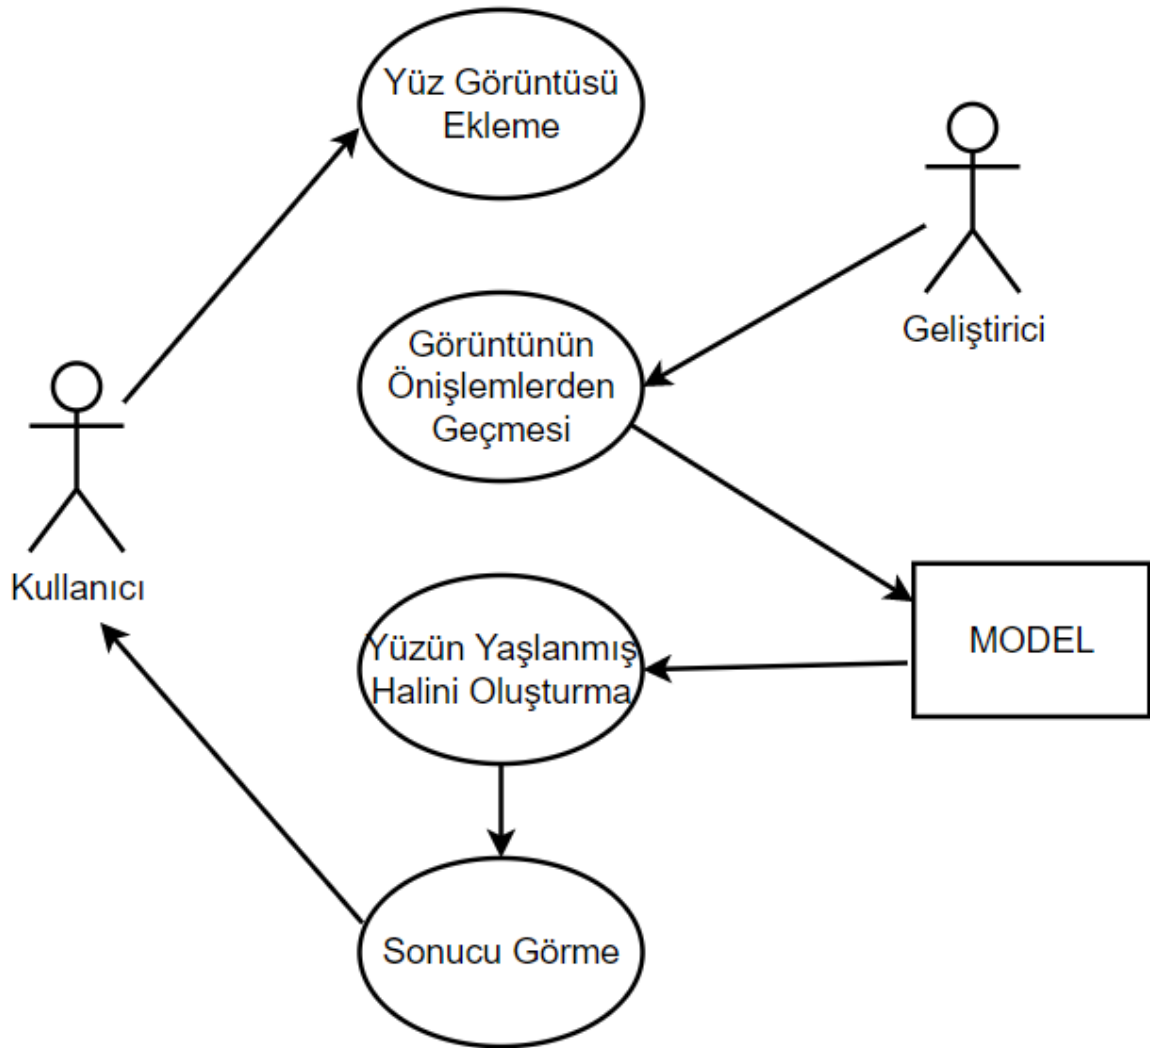 Yüz Görüntüsü
Ekleme
Geliştirici
Görüntünün
Önişlemlerden
Geçmesi
Kullanıcı
MODEL
Yüzün Yaşlanmış
Halini Oluşturma
Sonucu Görme